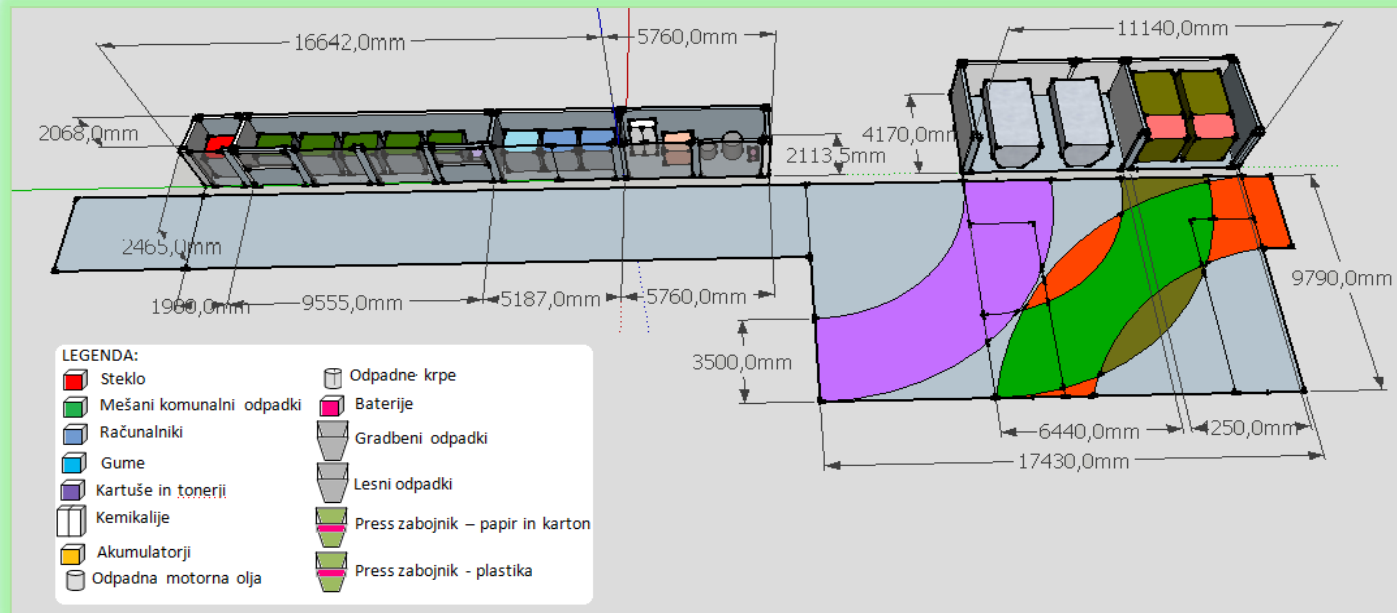 16642,0mm
5760,0mm
11140,0mm
2068,0mm
4170,0mm
2113,5mm
2465,0mm
1900,0mm
9555,0mm
5187,0mm
5760,0mm
9790,0mm
3500,0mm
6440,0mm
4250,0mm
17430,0mm
LEGENDA:
Steklo
Mešani komunalni odpadki
Računalniki
Gume
Kartuše in tonerji
Kemikalije
Akumulatorji
Odpadna motorna olja
Odpadne krpe
Baterije
Gradbeni odpadki
Lesni odpadki
Press zabojnik – papir in karton
Press zabojnik - plastika